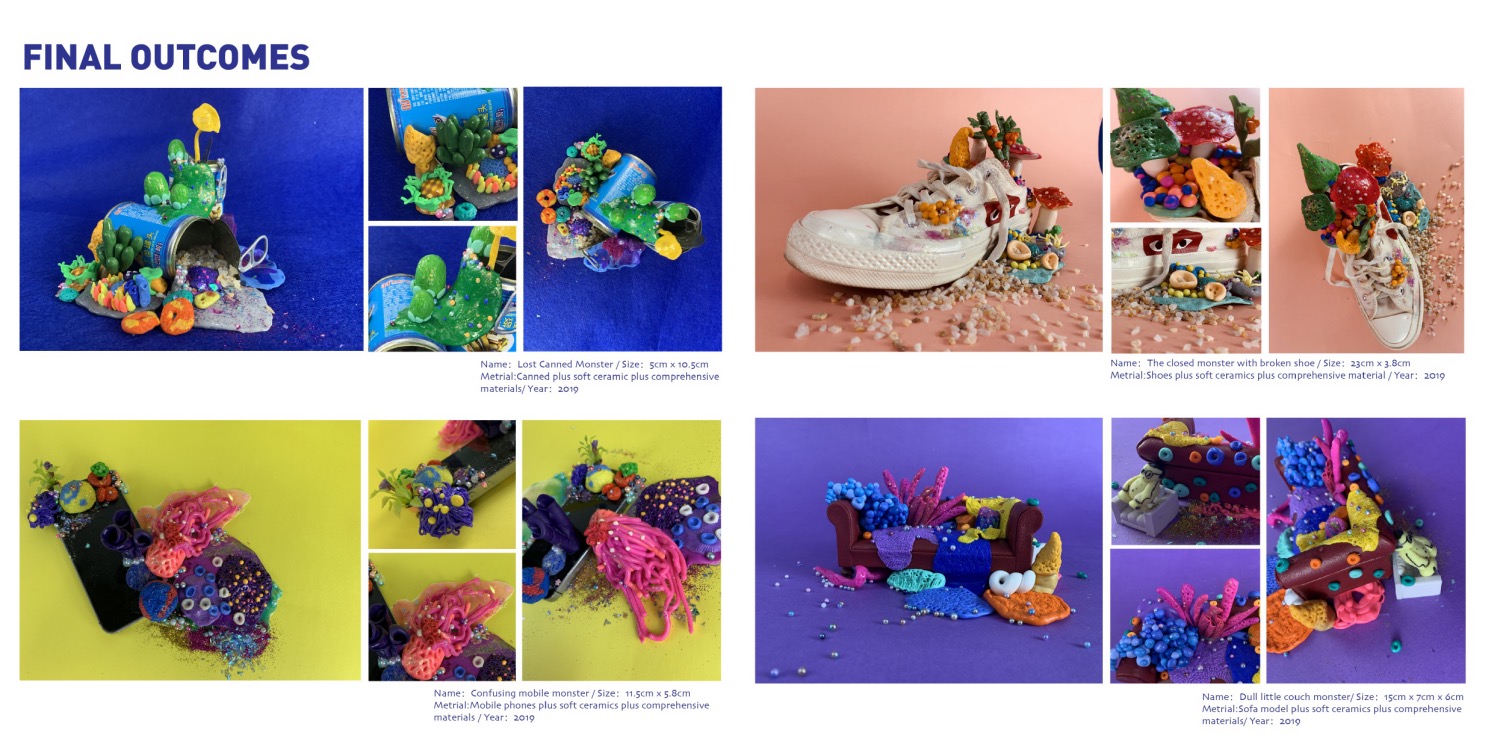 FINAL OUTCOMES
Name： Lost Canned Monster / Size： 5cm x 10.5cm
Metrial:Canned plus soft ceramic plus comprehensive
materials/ Year： 2019
Name： The closed monster with broken shoe / Size： 23cm x 3.8cm
Metrial:Shoes plus soft ceramics plus comprehensive material / Year： 2019
Name： Confusing mobile monster / Size： 11.5cm x 5.8cm
Metrial:Mobile phones plus soft ceramics plus comprehensive
materials / Year： 2019
Name： Dull little couch monster/ Size： 15cm x 7cm x 6cm
Metrial:Sofa model plus soft ceramics plus comprehensive
materials/ Year： 2019